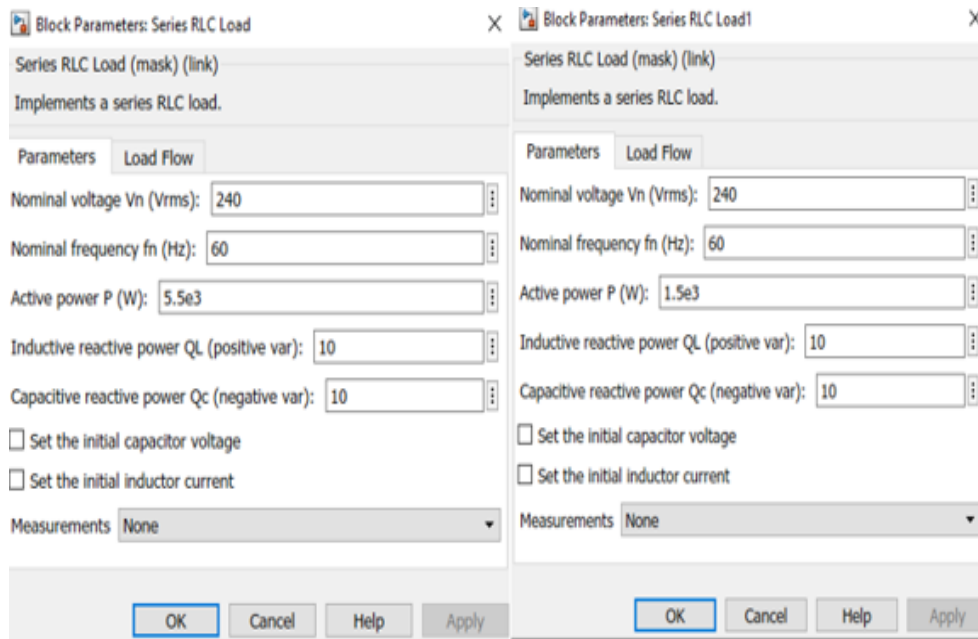 Block Parameters: Series RLC Load
Series RLC Load (mask) (link)
Implements a series RLC load.
Parameters Load Flow
Nominal voltage Vn (Vrms): 240
Nominal frequency fn (Hz): 60
Active power P (W): 5.5e3
Inductive reactive power QL (positive var): 10
Capacitive reactive power Qc (negative var): 10
Set the initial capacitor voltage
Set the initial inductor current
Measurements None
OK Cancel Help Apply
Block Parameters: Series RLC Load1
Series RLC Load (mask) (link)
Implements a series RLC load.
Parameters Load Flow
Nominal voltage Vn (Vrms): 240
Nominal frequency fn (Hz): 60
Active power P (W): 1.5e3
Inductive reactive power QL (positive var): 10
Capacitive reactive power Qc (negative var): 10
Set the initial capacitor voltage
Set the initial inductor current
Measurements None
OK Cancel Help Apply